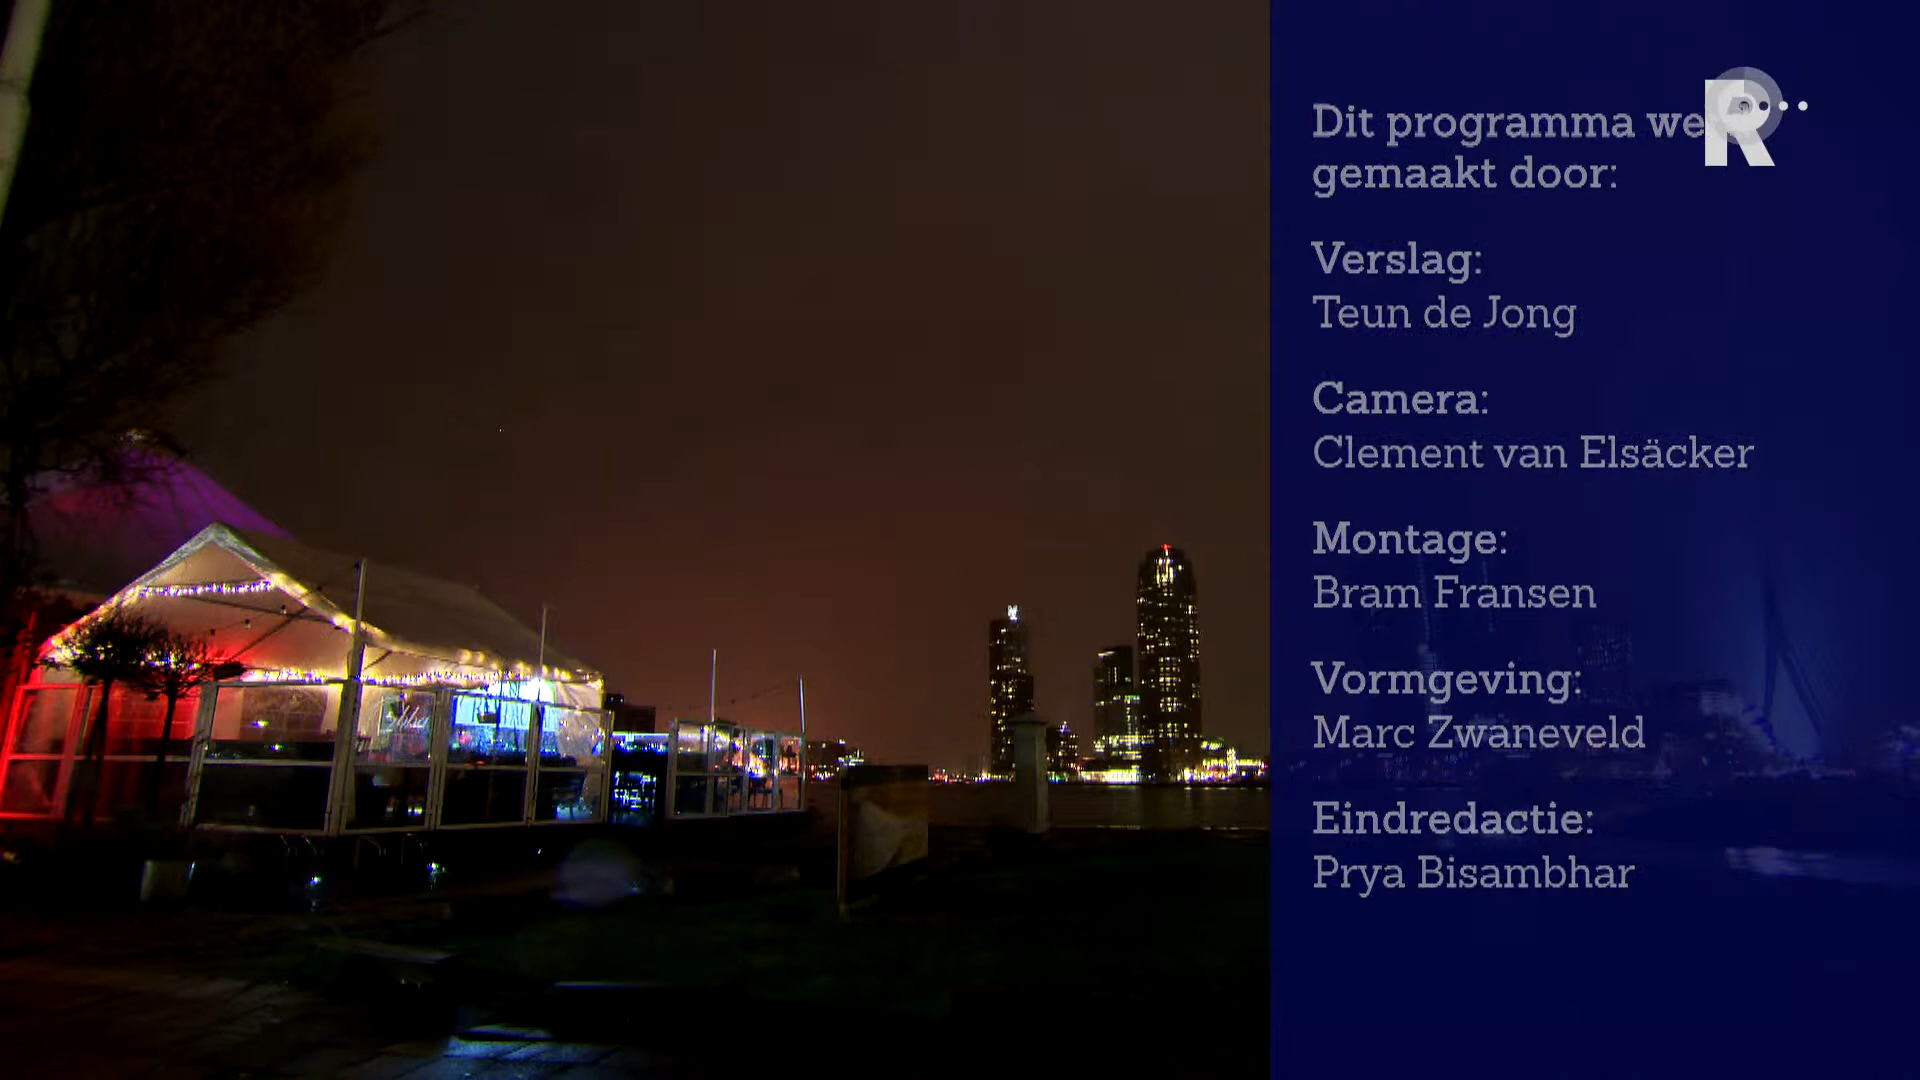 Dit programma we
gemaakt door:
Verslag:
Teun de Jong
Camera:
Clement van Elsäcker
Montage:
Bram Fransen
Vormgeving:
Marc Zwaneveld
Eindredactie:
Prya Bisambhar
R